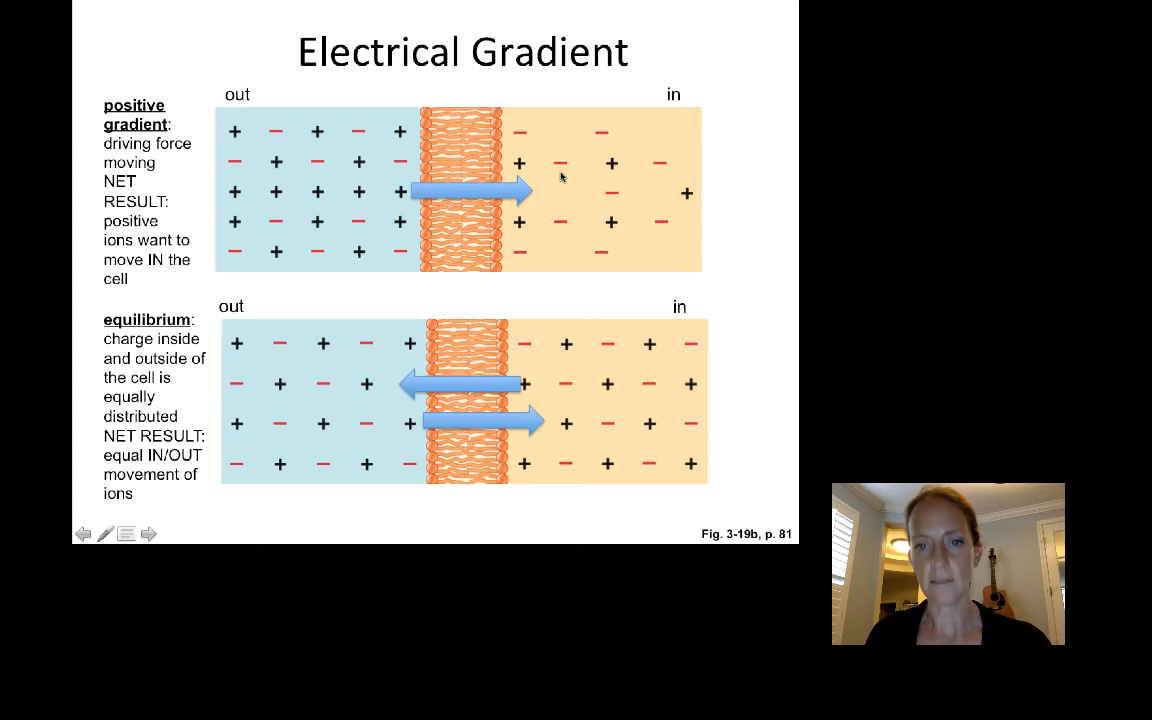 Electrical Gradient
out
in
positive
gradient:
driving force
moving
NET
RESULT:
positive
ions want to
move IN the
cell
out
in
equilibrium:
charge inside
and outside of
the cell is
equally
distributed
NET RESULT:
equal IN/OUT
movement of
ions
Fig. 3-19b, p. 81